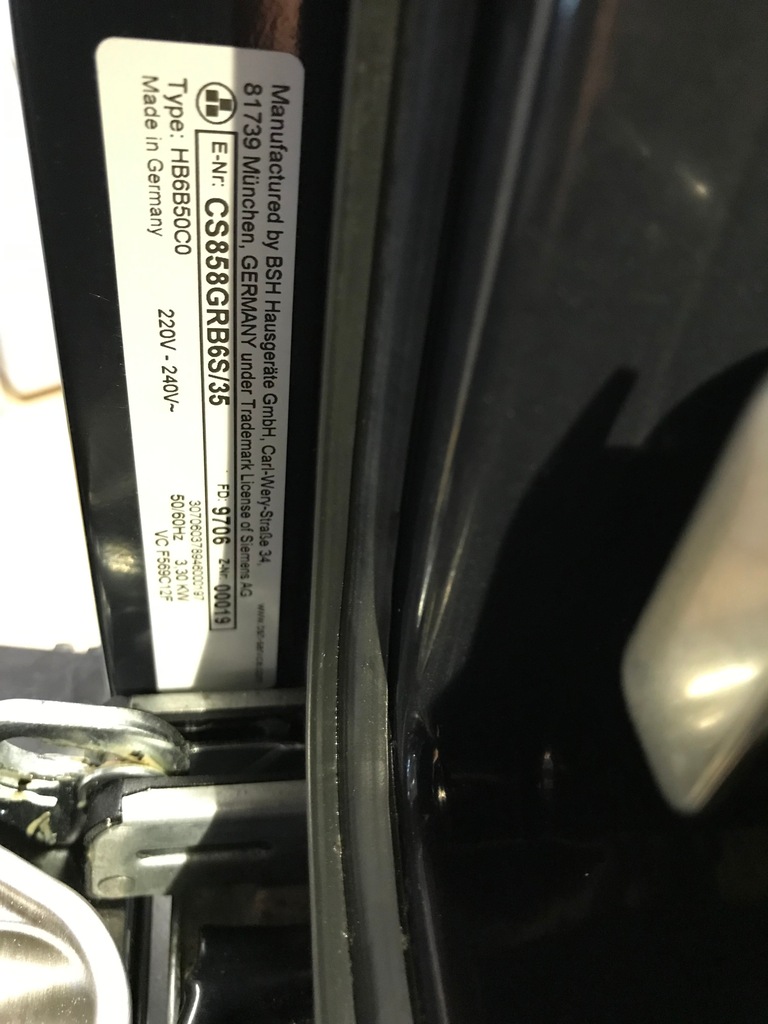 Manufactured by BSH Hausgeräte GmbH, Carl-Wery-Straße 34,
81739 München, GERMANY under Trademark License of Siemens AG
E-Nr: CS858GRB6S/35 FD: 9706 Z-Nr: 00019
307060378946000197
Type: HB6B50C0 220V - 240V~ 50/60Hz 3.30 KW
Made in Germany VC F569C12F